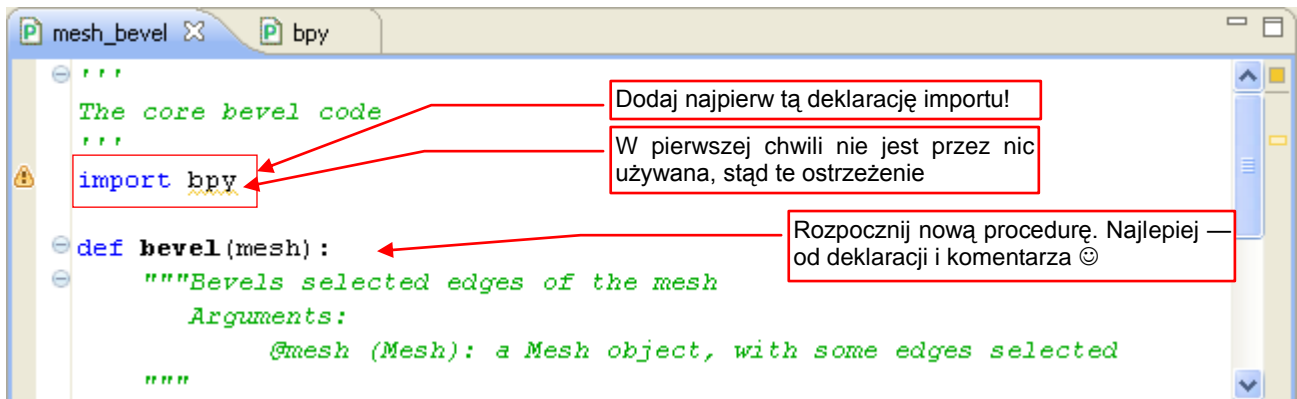 mesh_bevel
bpy
'''
The core bevel code
'''
import bpy
def bevel(mesh):
"""Bevels selected edges of the mesh
Arguments:
@mesh (Mesh): a Mesh object, with some edges selected
"""
Dodaj najpierw tą deklarację importu!
W pierwszej chwili nie jest przez nic
używana, stąd te ostrzeżenie
Rozpocznij nową procedurę. Najlepiej —
od deklaracji i komentarza ☺